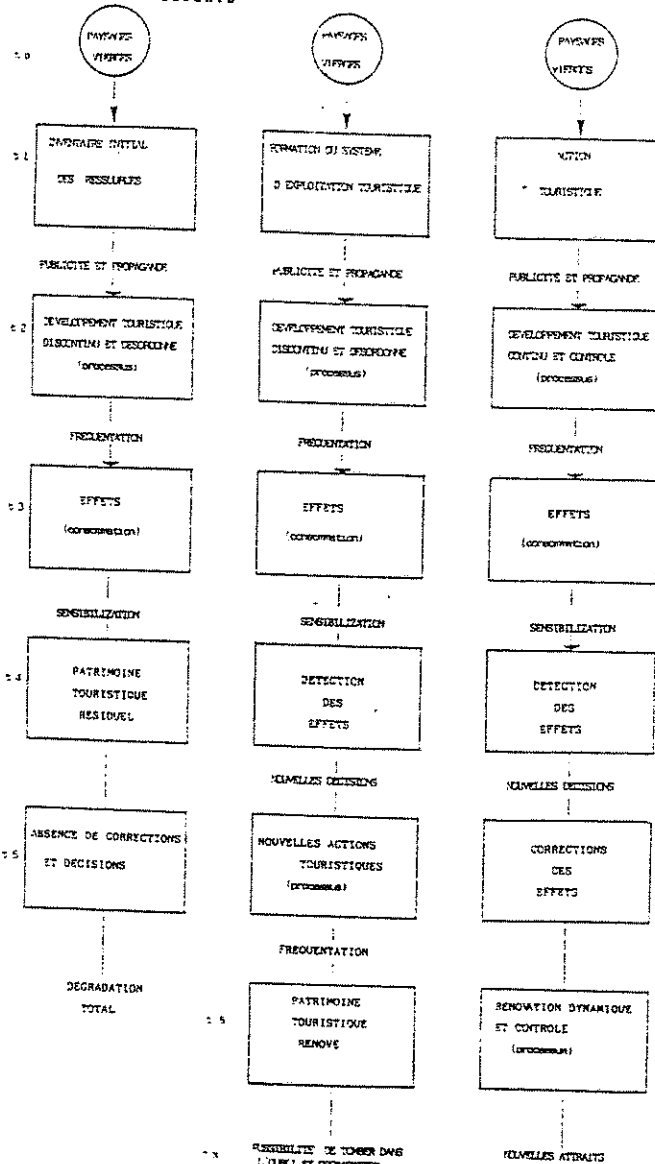 PAYSAGES
VIERGES
PAYSAGES
VIERGES
PAYSAGES
VIERGES
t 0
t 1
INVENTAIRE INITIAL
DES RESSOURCES
FORMATION DU SYSTEME
D EXPLOITATION TOURISTIQUE
ACTION
TOURISTIQUE
PUBLICITE ET PROPAGANDE
PUBLICITE ET PROPAGANDE
PUBLICITE ET PROPAGANDE
t 2
DEVELOPPEMENT TOURISTIQUE
DISCONTINU ET DESORDONNE
(processus)
DEVELOPPEMENT TOURISTIQUE
DISCONTINU ET DESORDONNE
(processus)
DEVELOPPEMENT TOURISTIQUE
CONTINU ET CONTROLE
(processus)
FREQUENTATION
FREQUENTATION
FREQUENTATION
t 3
EFFETS
(consommation)
EFFETS
(consommation)
EFFETS
(consommation)
SENSIBILIZATION
SENSIBILIZATION
SENSIBILIZATION
t 4
PATRIMOINE
TOURISTIQUE
RESIDUEL
DETECTION
DES
EFFETS
DETECTION
DES
EFFETS
NOUVELLES DECISIONS
NOUVELLES DECISIONS
t 5
ABSENCE DE CORRECTIONS
ET DECISIONS
NOUVELLES ACTIONS
TOURISTIQUES
(processus)
CORRECTIONS
DES
EFFETS
FREQUENTATION
DEGRADATION
TOTAL
PATRIMOINE
TOURISTIQUE
RENOVE
RENOVATION DYNAMIQUE
ET CONTROLE
(processus)
POSSIBILITE DE TOMBER DANS
NOUVELLES ATTRAITS